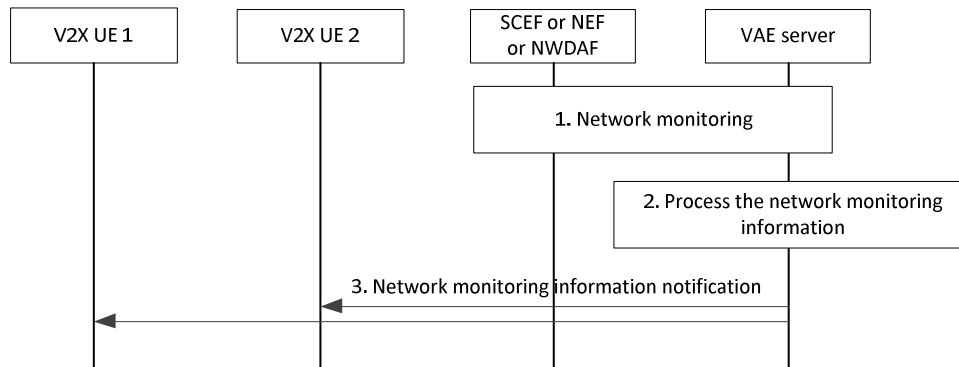 V2X UE 1
V2X UE 2
SCEF or NEF
or NWDAF
VAE server
1. Network monitoring
2. Process the network monitoring
information
3. Network monitoring information notification